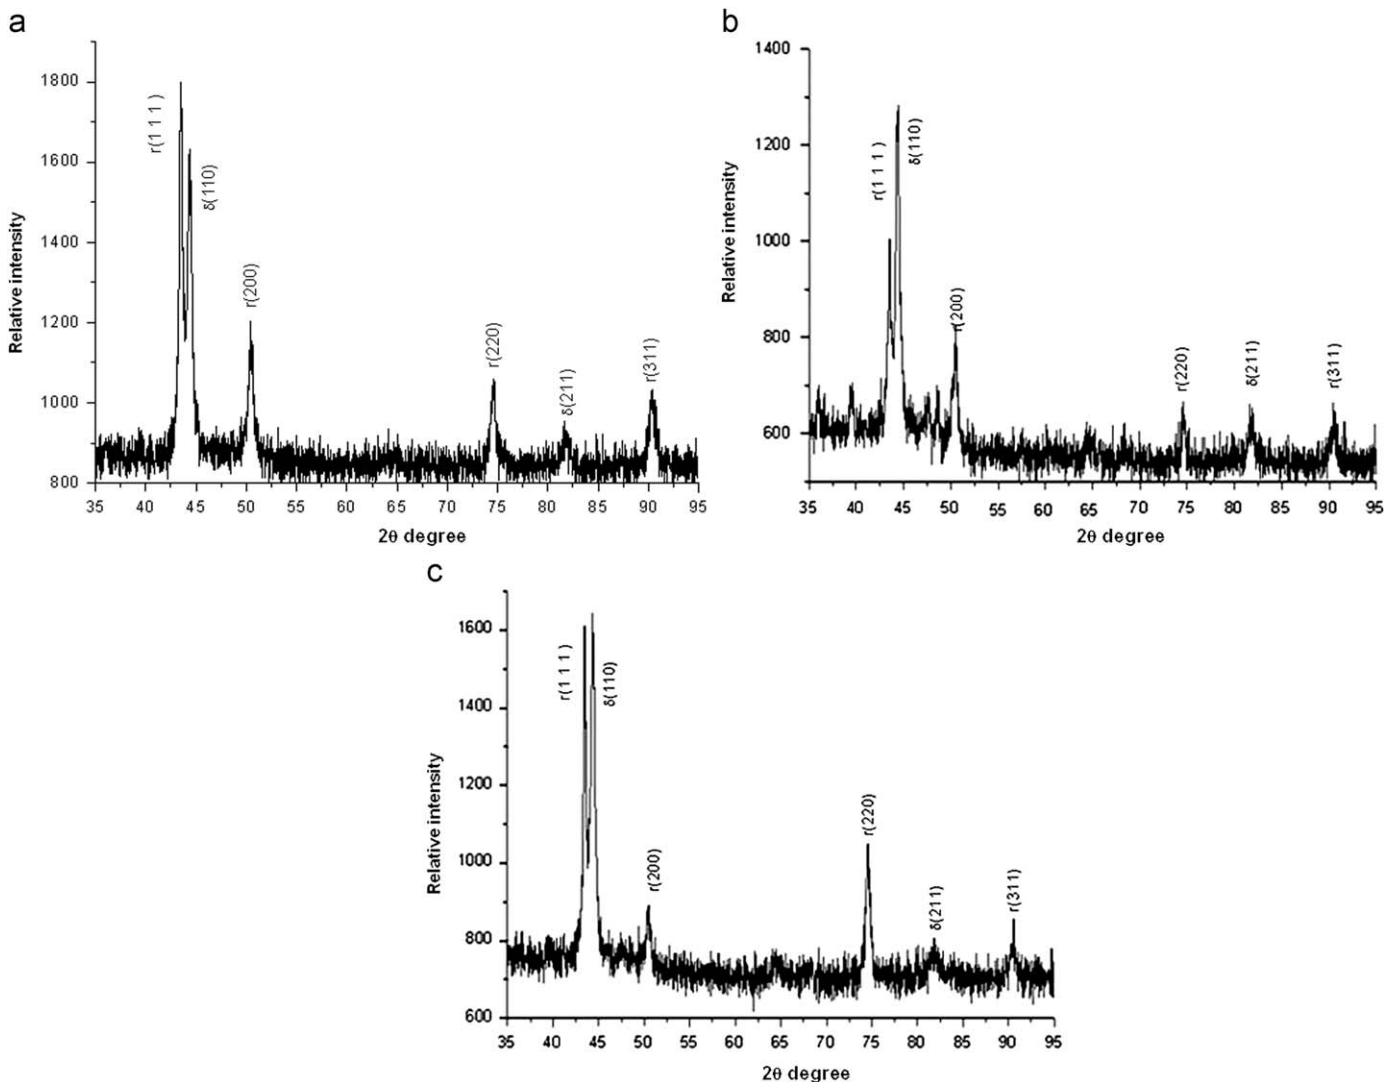 a
1800
1600
1400
1200
1000
800
Relative intensity
r(1 1 1 )
δ(110)
r(200)
r(220)
δ(211)
r(311)
35 40 45 50 55 60 65 70 75 80 85 90 95
2θ degree
b
1400
1200
1000
800
600
Relative intensity
r(1 1 1 )
δ(110)
r(200)
r(220)
δ(211)
r(311)
35 40 45 50 55 60 65 70 75 80 85 90 95
2θ degree
c
1600
1400
1200
1000
800
600
Relative intensity
r(1 1 1 )
δ(110)
r(200)
r(220)
δ(211)
r(311)
35 40 45 50 55 60 65 70 75 80 85 90 95
2θ degree